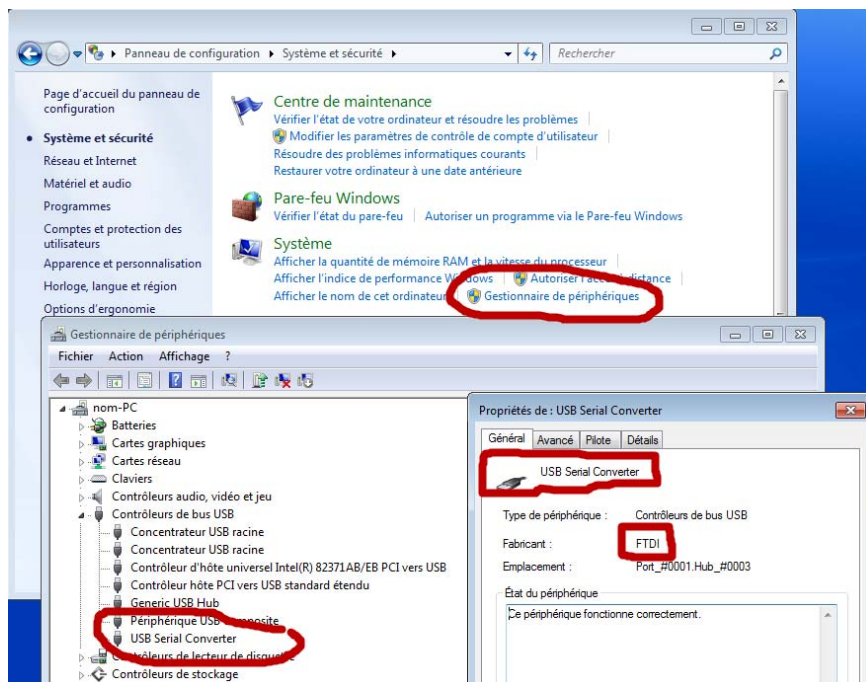 Panneau de configuration Système et sécurité
Rechercher
Page d'accueil du panneau de
configuration
Système et sécurité
Réseau et Internet
Matériel et audio
Programmes
Comptes et protection des
utilisateurs
Apparence et personnalisation
Horloge, langue et région
Options d'ergonomie
Centre de maintenance
Vérifier l'état de votre ordinateur et résoudre les problèmes
Modifier les paramètres de contrôle de compte d'utilisateur
Résoudre des problèmes informatiques courants
Restaurer votre ordinateur à une date antérieure
Pare-feu Windows
Vérifier l'état du pare-feu Autoriser un programme via le Pare-feu Windows
Système
Afficher la quantité de mémoire RAM et la vitesse du processeur
Afficher l'indice de performance Windows Autoriser l'accès à distance
Afficher le nom de cet ordinateur Gestionnaire de périphériques
Gestionnaire de périphériques
Fichier Action Affichage ?
nom-PC
Batteries
Cartes graphiques
Cartes réseau
Claviers
Contrôleurs audio, vidéo et jeu
Contrôleurs de bus USB
Concentrateur USB racine
Concentrateur USB racine
Contrôleur d'hôte universel Intel(R) 82371AB/EB PCI vers USB
Contrôleur hôte PCI vers USB standard étendu
Generic USB Hub
Périphérique USB composite
USB Serial Converter
Contrôleurs de lecteur de disquette
Contrôleurs de stockage
Propriétés de : USB Serial Converter
Général Avancé Pilote Détails
USB Serial Converter
Type de périphérique : Contrôleurs de bus USB
Fabricant : FTDI
Emplacement : Port_#0001.Hub_#0003
État du périphérique
Ce périphérique fonctionne correctement.